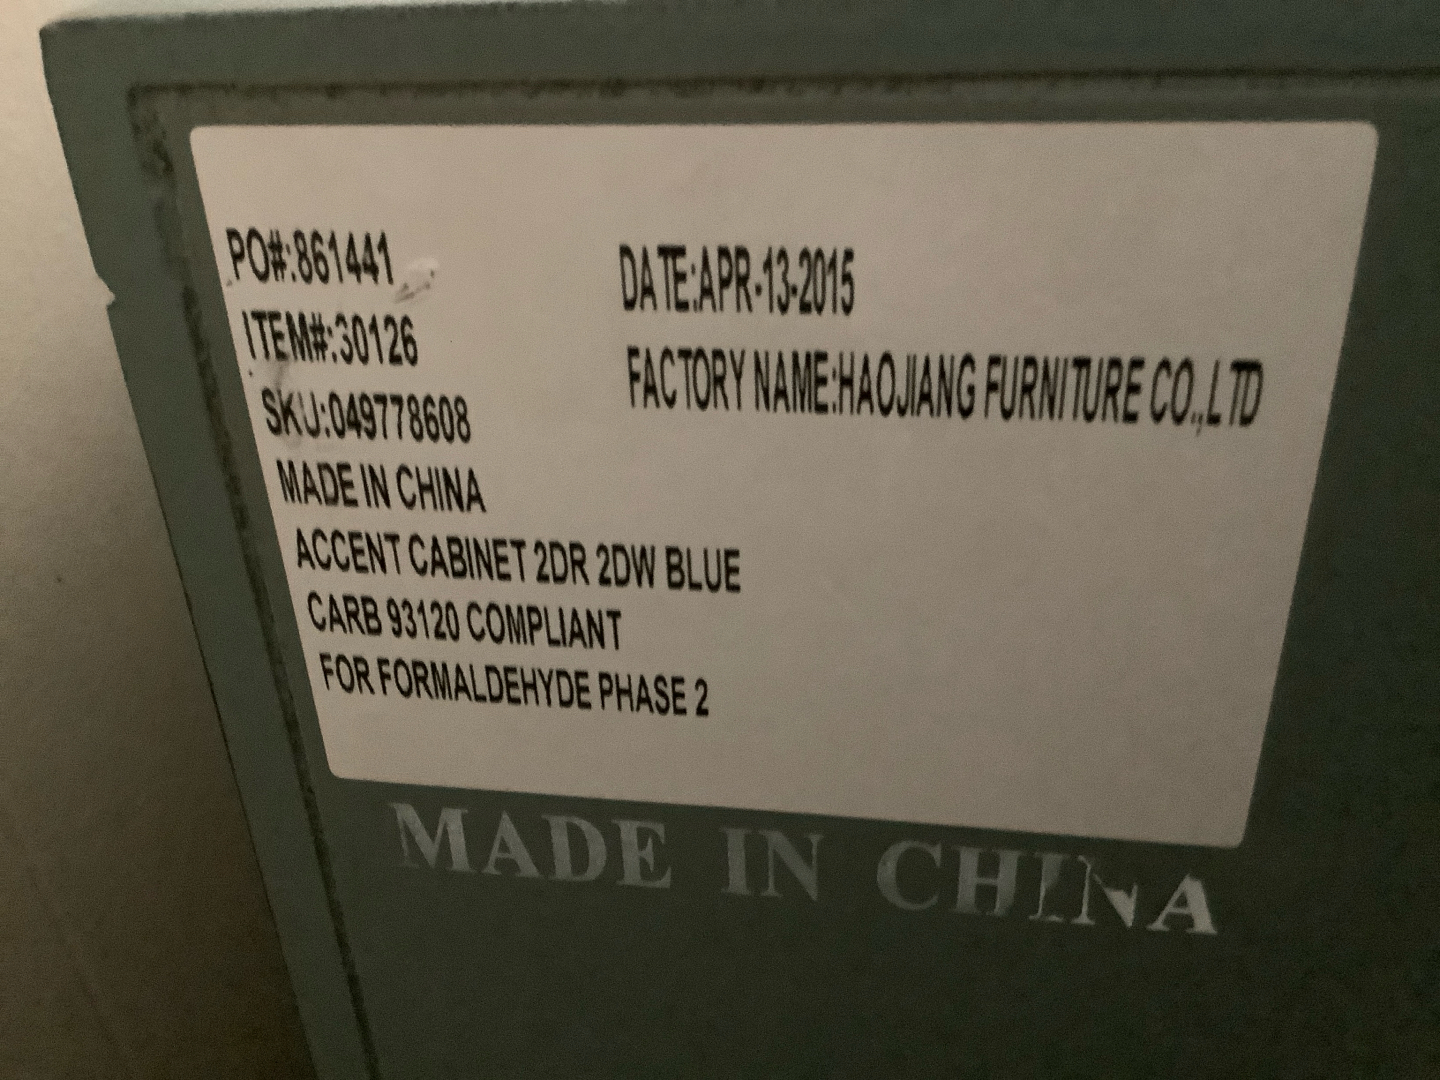 PO#:861441
DATE:APR-13-2015
ITEM#:30126
FACTORY NAME:HAOJIANG FURNITURE CO.,LTD
SKU:049778608
MADE IN CHINA
ACCENT CABINET 2DR 2DW BLUE
CARB 93120 COMPLIANT
FOR FORMALDEHYDE PHASE 2
MADE IN CHINA